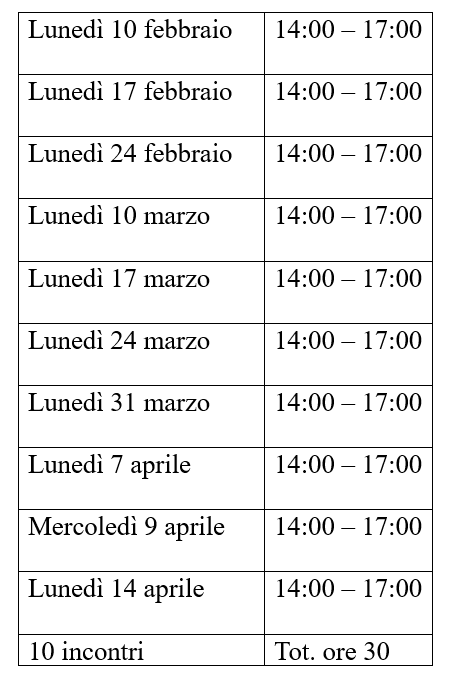 Lunedì 10 febbraio 14:00 – 17:00
Lunedì 17 febbraio 14:00 – 17:00
Lunedì 24 febbraio 14:00 – 17:00
Lunedì 10 marzo 14:00 – 17:00
Lunedì 17 marzo 14:00 – 17:00
Lunedì 24 marzo 14:00 – 17:00
Lunedì 31 marzo 14:00 – 17:00
Lunedì 7 aprile 14:00 – 17:00
Mercoledì 9 aprile 14:00 – 17:00
Lunedì 14 aprile 14:00 – 17:00
10 incontri Tot. ore 30